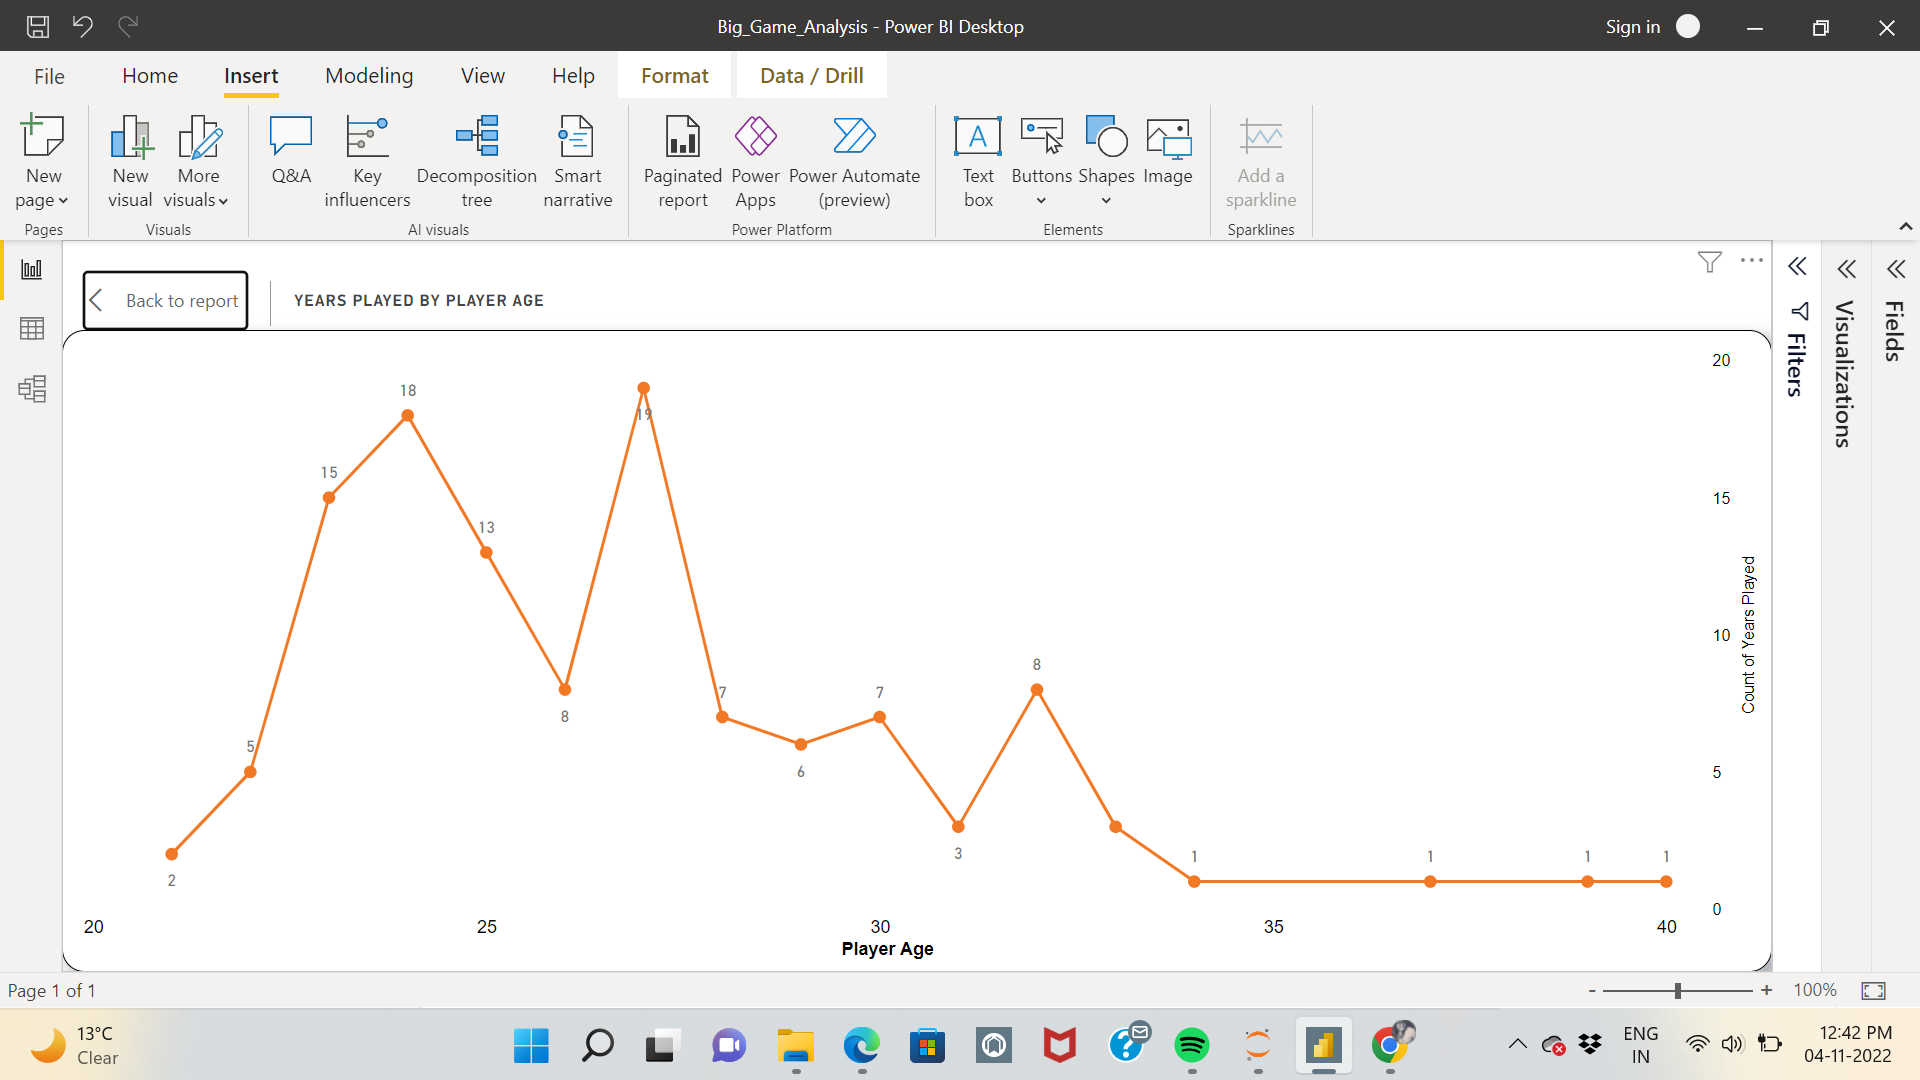 Big_Game_Analysis - Power BI Desktop
Sign in
File
Home
Insert
Modeling
View
Help
Format
Data / Drill
New
page
New
visual
More
visuals
Q&A
Key
influencers
Decomposition
tree
Smart
narrative
Paginated
report
Power
Apps
Power Automate
(preview)
A
Text
box
Buttons
Shapes
Image
Add a
sparkline
Pages
Visuals
AI visuals
Power Platform
Elements
Sparklines
Back to report
YEARS PLAYED BY PLAYER AGE
Filters
Visualizations
Fields
2
5
15
18
13
8
19
7
6
7
3
8
1
1
1
1
20
15
10
5
0
Count of Years Played
20
25
30
35
40
Player Age
Page 1 of 1
- + 100%
13°C
Clear
ENG
IN
12:42 PM
04-11-2022